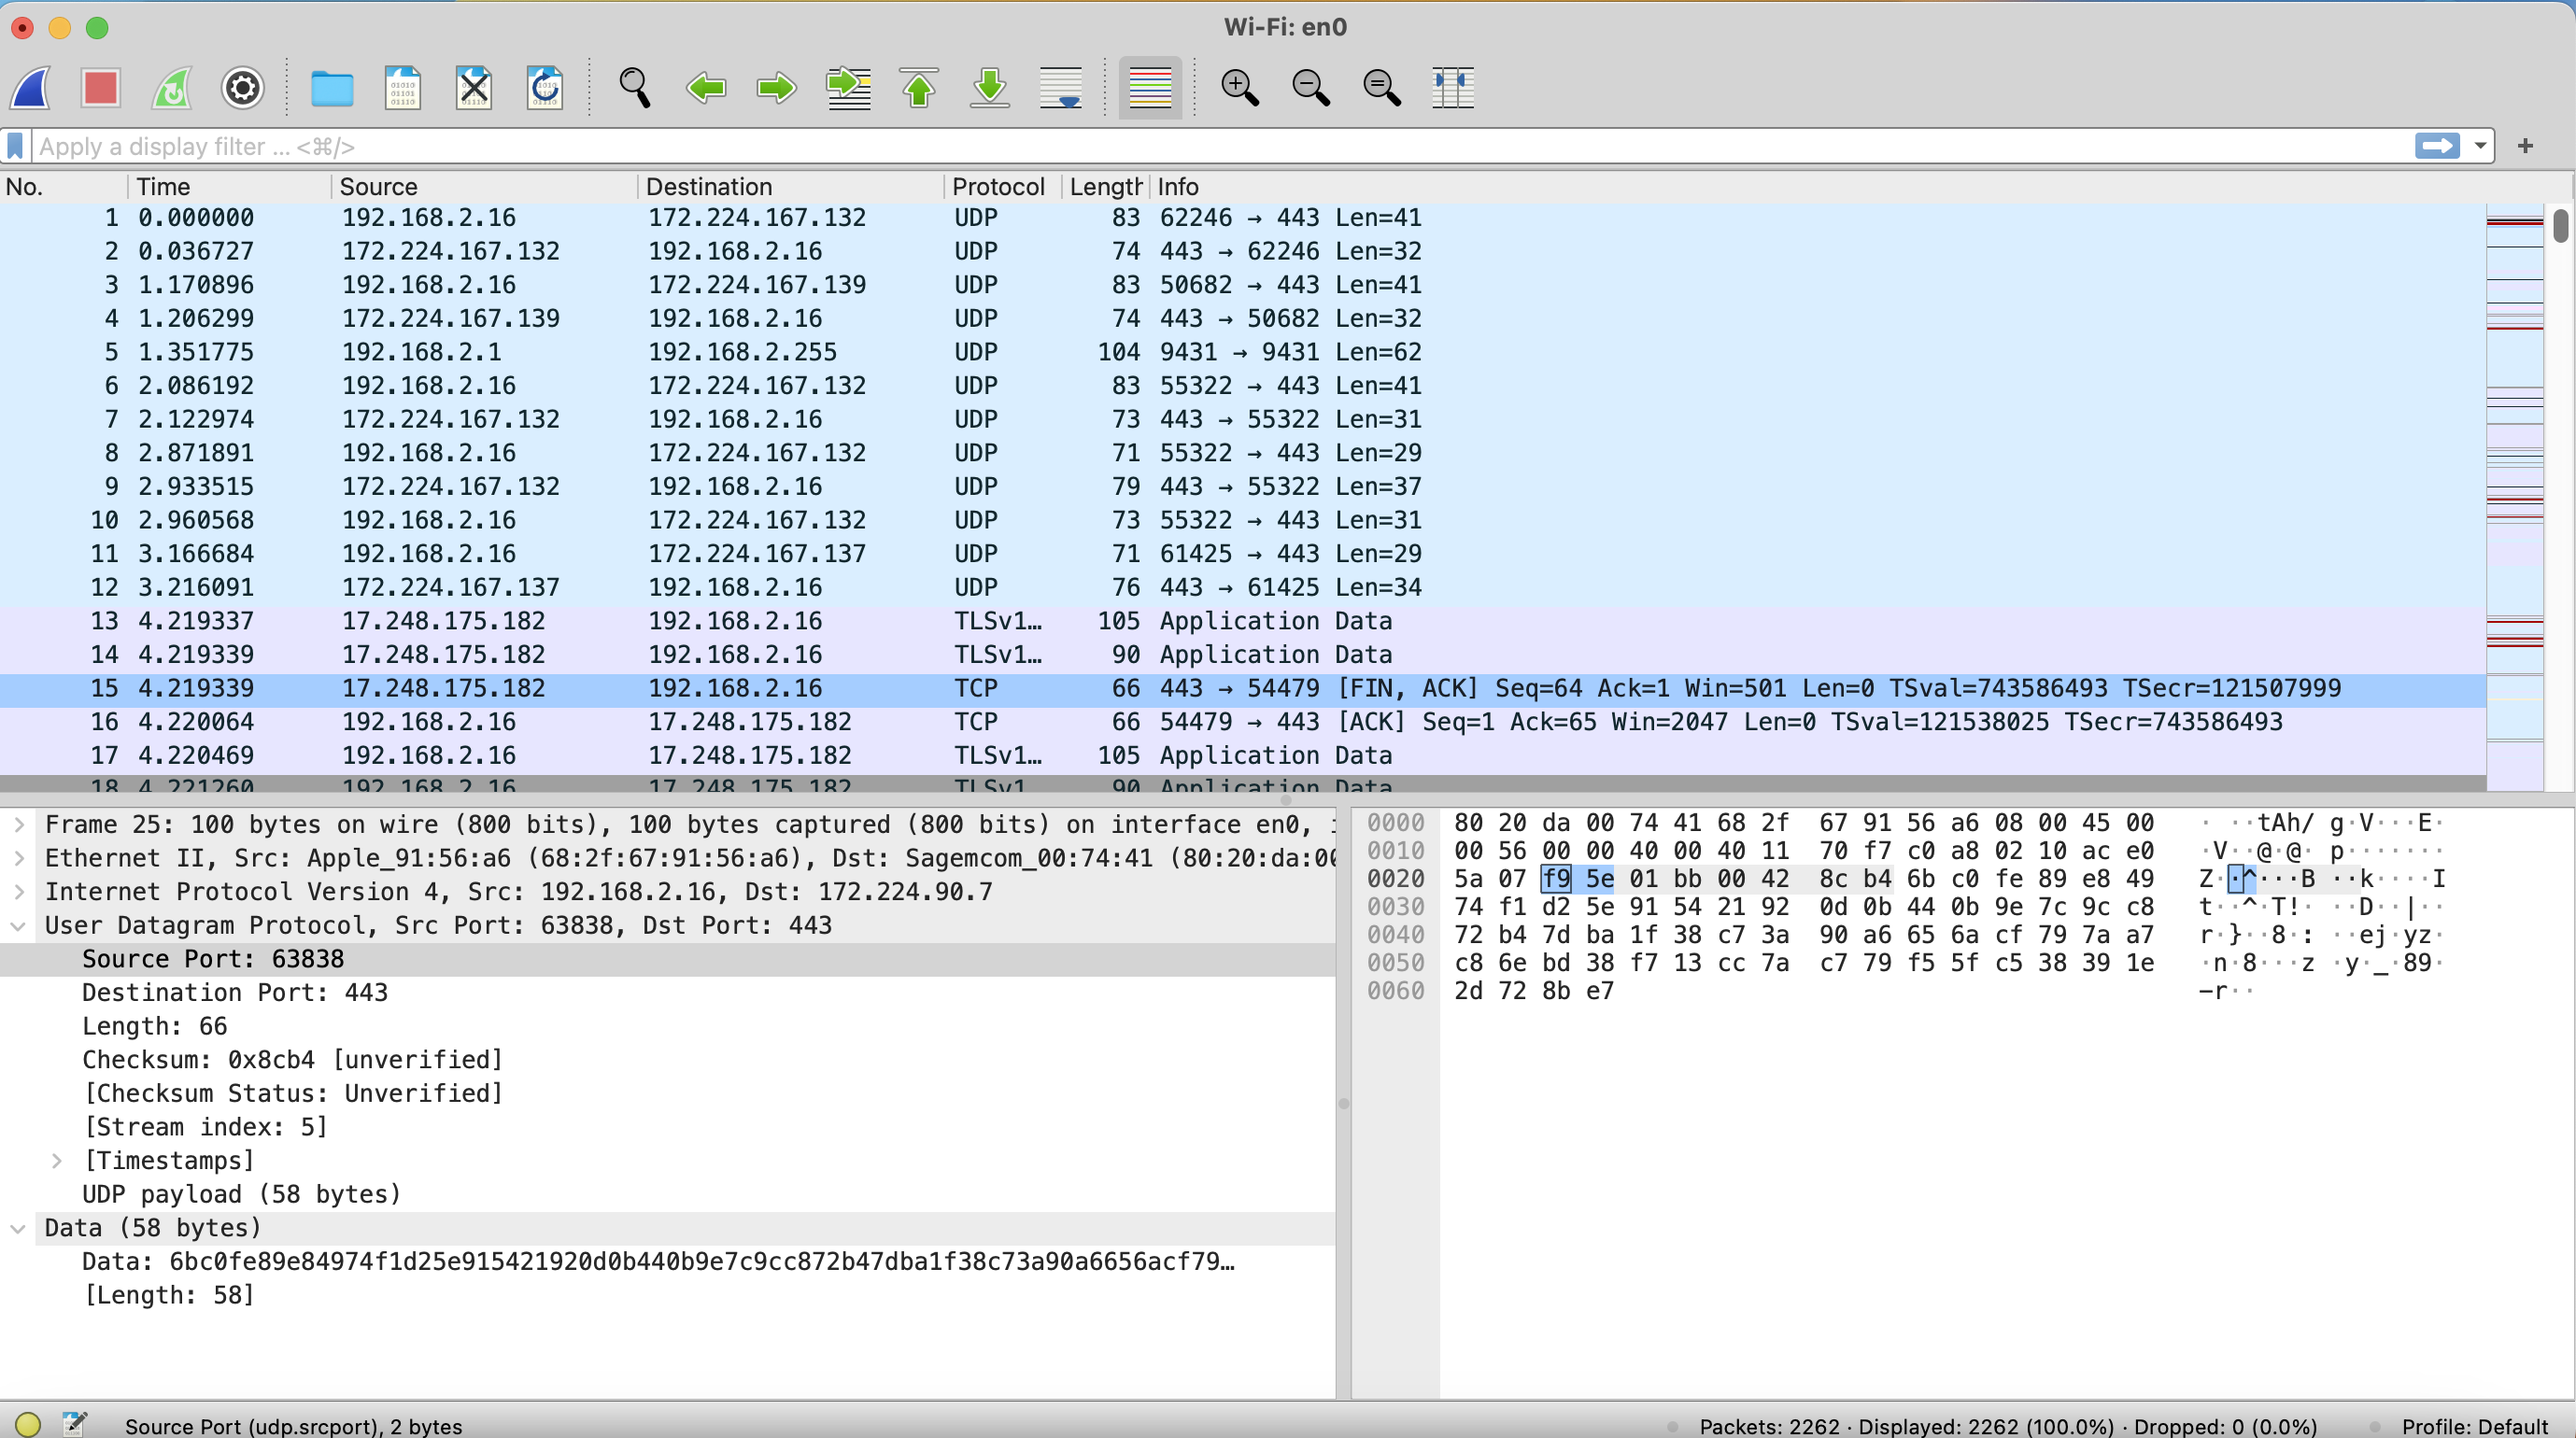 Wi-Fi: en0
Apply a display filter ... <⌘/>
No. Time Source Destination Protocol Length Info
1 0.000000 192.168.2.16 172.224.167.132 UDP 83 62246 → 443 Len=41
2 0.036727 172.224.167.132 192.168.2.16 UDP 74 443 → 62246 Len=32
3 1.170896 192.168.2.16 172.224.167.139 UDP 83 50682 → 443 Len=41
4 1.206299 172.224.167.139 192.168.2.16 UDP 74 443 → 50682 Len=32
5 1.351775 192.168.2.1 192.168.2.255 UDP 104 9431 → 9431 Len=62
6 2.086192 192.168.2.16 172.224.167.132 UDP 83 55322 → 443 Len=41
7 2.122974 172.224.167.132 192.168.2.16 UDP 73 443 → 55322 Len=31
8 2.871891 192.168.2.16 172.224.167.132 UDP 71 55322 → 443 Len=29
9 2.933515 172.224.167.132 192.168.2.16 UDP 79 443 → 55322 Len=37
10 2.960568 192.168.2.16 172.224.167.132 UDP 73 55322 → 443 Len=31
11 3.166684 192.168.2.16 172.224.167.137 UDP 71 61425 → 443 Len=29
12 3.216091 172.224.167.137 192.168.2.16 UDP 76 443 → 61425 Len=34
13 4.219337 17.248.175.182 192.168.2.16 TLSv1… 105 Application Data
14 4.219339 17.248.175.182 192.168.2.16 TLSv1… 90 Application Data
15 4.219339 17.248.175.182 192.168.2.16 TCP 66 443 → 54479 [FIN, ACK] Seq=64 Ack=1 Win=501 Len=0 TSval=743586493 TSecr=121507999
16 4.220064 192.168.2.16 17.248.175.182 TCP 66 54479 → 443 [ACK] Seq=1 Ack=65 Win=2047 Len=0 TSval=121538025 TSecr=743586493
17 4.220469 192.168.2.16 17.248.175.182 TLSv1… 105 Application Data
18 4.221260 192.168.2.16 17.248.175.182 TLSv1 90 Application Data
Frame 25: 100 bytes on wire (800 bits), 100 bytes captured (800 bits) on interface en0, i
Ethernet II, Src: Apple_91:56:a6 (68:2f:67:91:56:a6), Dst: Sagemcom_00:74:41 (80:20:da:00
Internet Protocol Version 4, Src: 192.168.2.16, Dst: 172.224.90.7
User Datagram Protocol, Src Port: 63838, Dst Port: 443
Source Port: 63838
Destination Port: 443
Length: 66
Checksum: 0x8cb4 [unverified]
[Checksum Status: Unverified]
[Stream index: 5]
[Timestamps]
UDP payload (58 bytes)
Data (58 bytes)
Data: 6bc0fe89e84974f1d25e915421920d0b440b9e7c9cc872b47dba1f38c73a90a6656acf79…
[Length: 58]
0000 80 20 da 00 74 41 68 2f 67 91 56 a6 08 00 45 00 · ··tAh/ g·V···E·
0010 00 56 00 00 40 00 40 11 70 f7 c0 a8 02 10 ac e0 ·V··@·@· p·······
0020 5a 07 f9 5e 01 bb 00 42 8c b4 6b c0 fe 89 e8 49 Z··^···B ··k····I
0030 74 f1 d2 5e 91 54 21 92 0d 0b 44 0b 9e 7c 9c c8 t··^·T!· ··D··|··
0040 72 b4 7d ba 1f 38 c7 3a 90 a6 65 6a cf 79 7a a7 r·}··8·: ··ej·yz·
0050 c8 6e bd 38 f7 13 cc 7a c7 79 f5 5f c5 38 39 1e ·n·8···z ·y·_·89·
0060 2d 72 8b e7 -r··
Source Port (udp.srcport), 2 bytes
Packets: 2262 · Displayed: 2262 (100.0%) · Dropped: 0 (0.0%)
Profile: Default